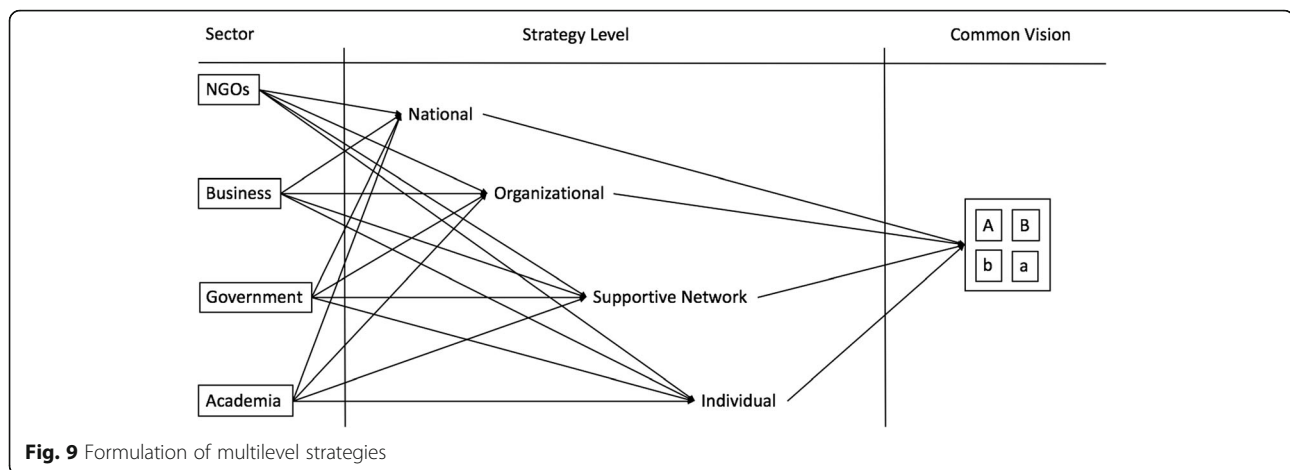 Sector Strategy Level Common Vision
NGOs
National
Business
Organizational
A B
b a
Government
Supportive Network
Academia
Individual
Fig. 9 Formulation of multilevel strategies